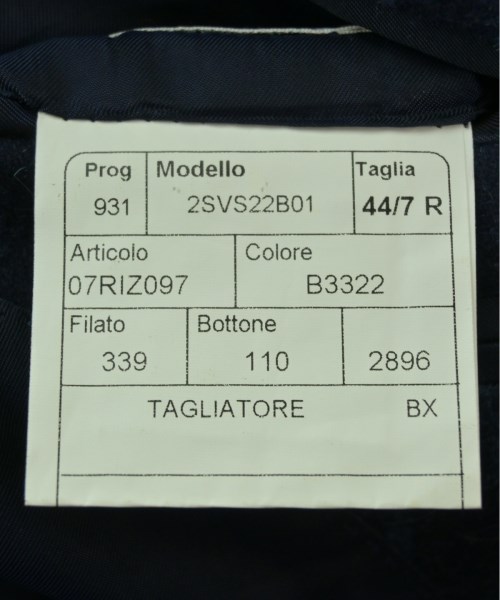 Prog Modello Taglia
931 2SVS22B01 44/7 R
Articolo Colore
07RIZ097 B3322
Filato Bottone
339 110 2896
TAGLIATORE BX